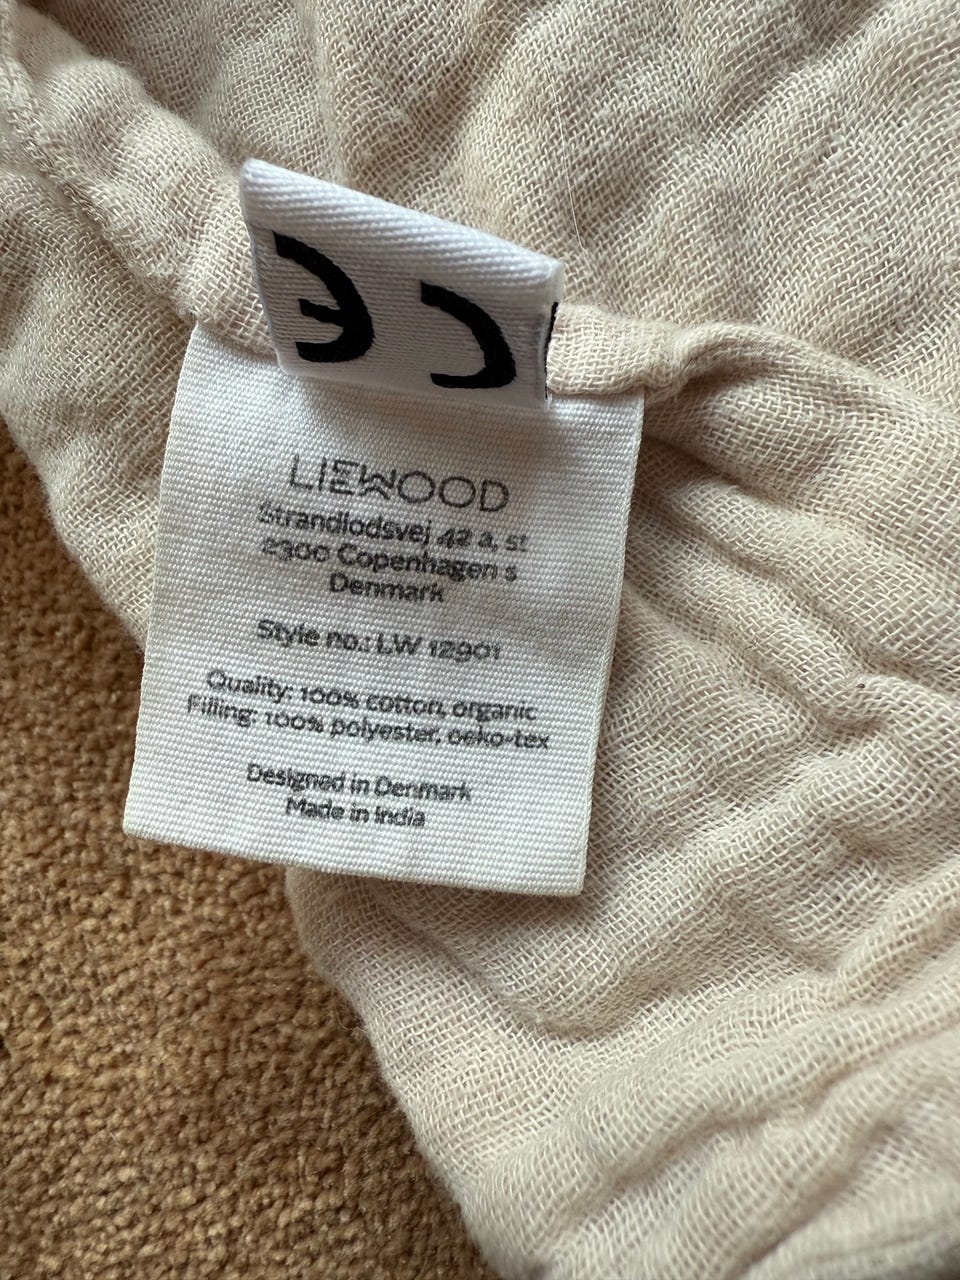 CE
LIEWOOD
Strandlodsvej 42 a, st
2300 Copenhagen s
Denmark
Style no.: LW 12901
Quality: 100% cotton, organic
Filling: 100% polyester, oeko-tex
Designed in Denmark
Made in India